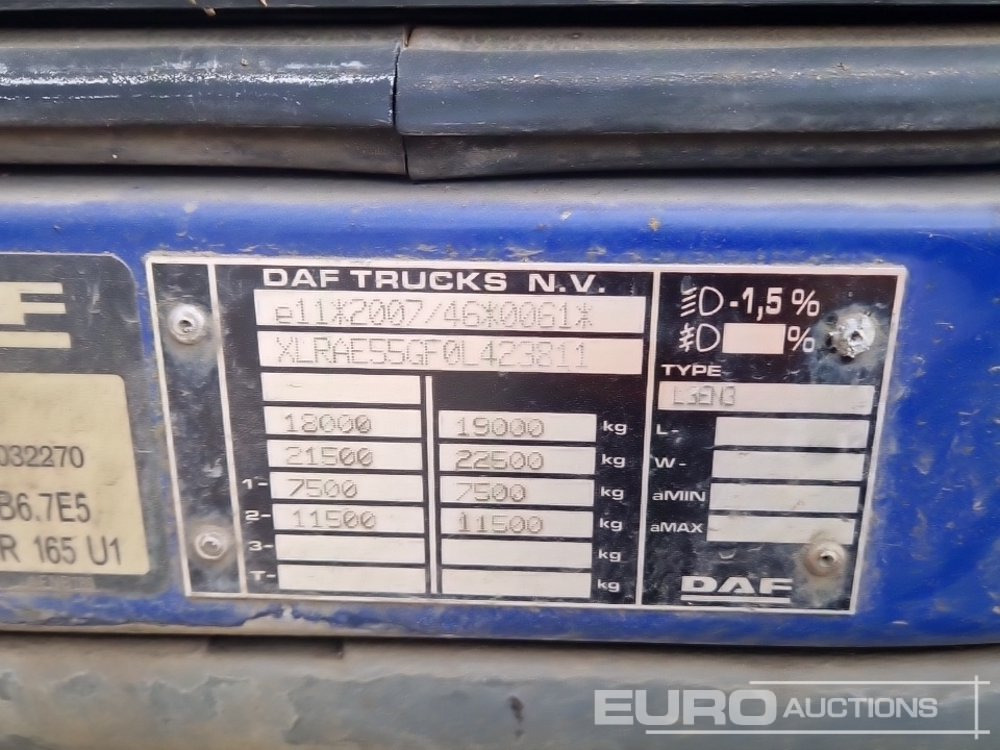 F
032270
B6.7E5
R 165 U1
DAF TRUCKS N.V.
e11*2007/46*0061*
XLRAE55GF0L423811
18000 19000 kg
21500 22500 kg
1- 7500 7500 kg
2- 11500 11500 kg
3- kg
T- kg
-1,5 %
%
TYPE
L3EN3
L-
W-
aMIN
aMAX
DAF
EURO AUCTIONS